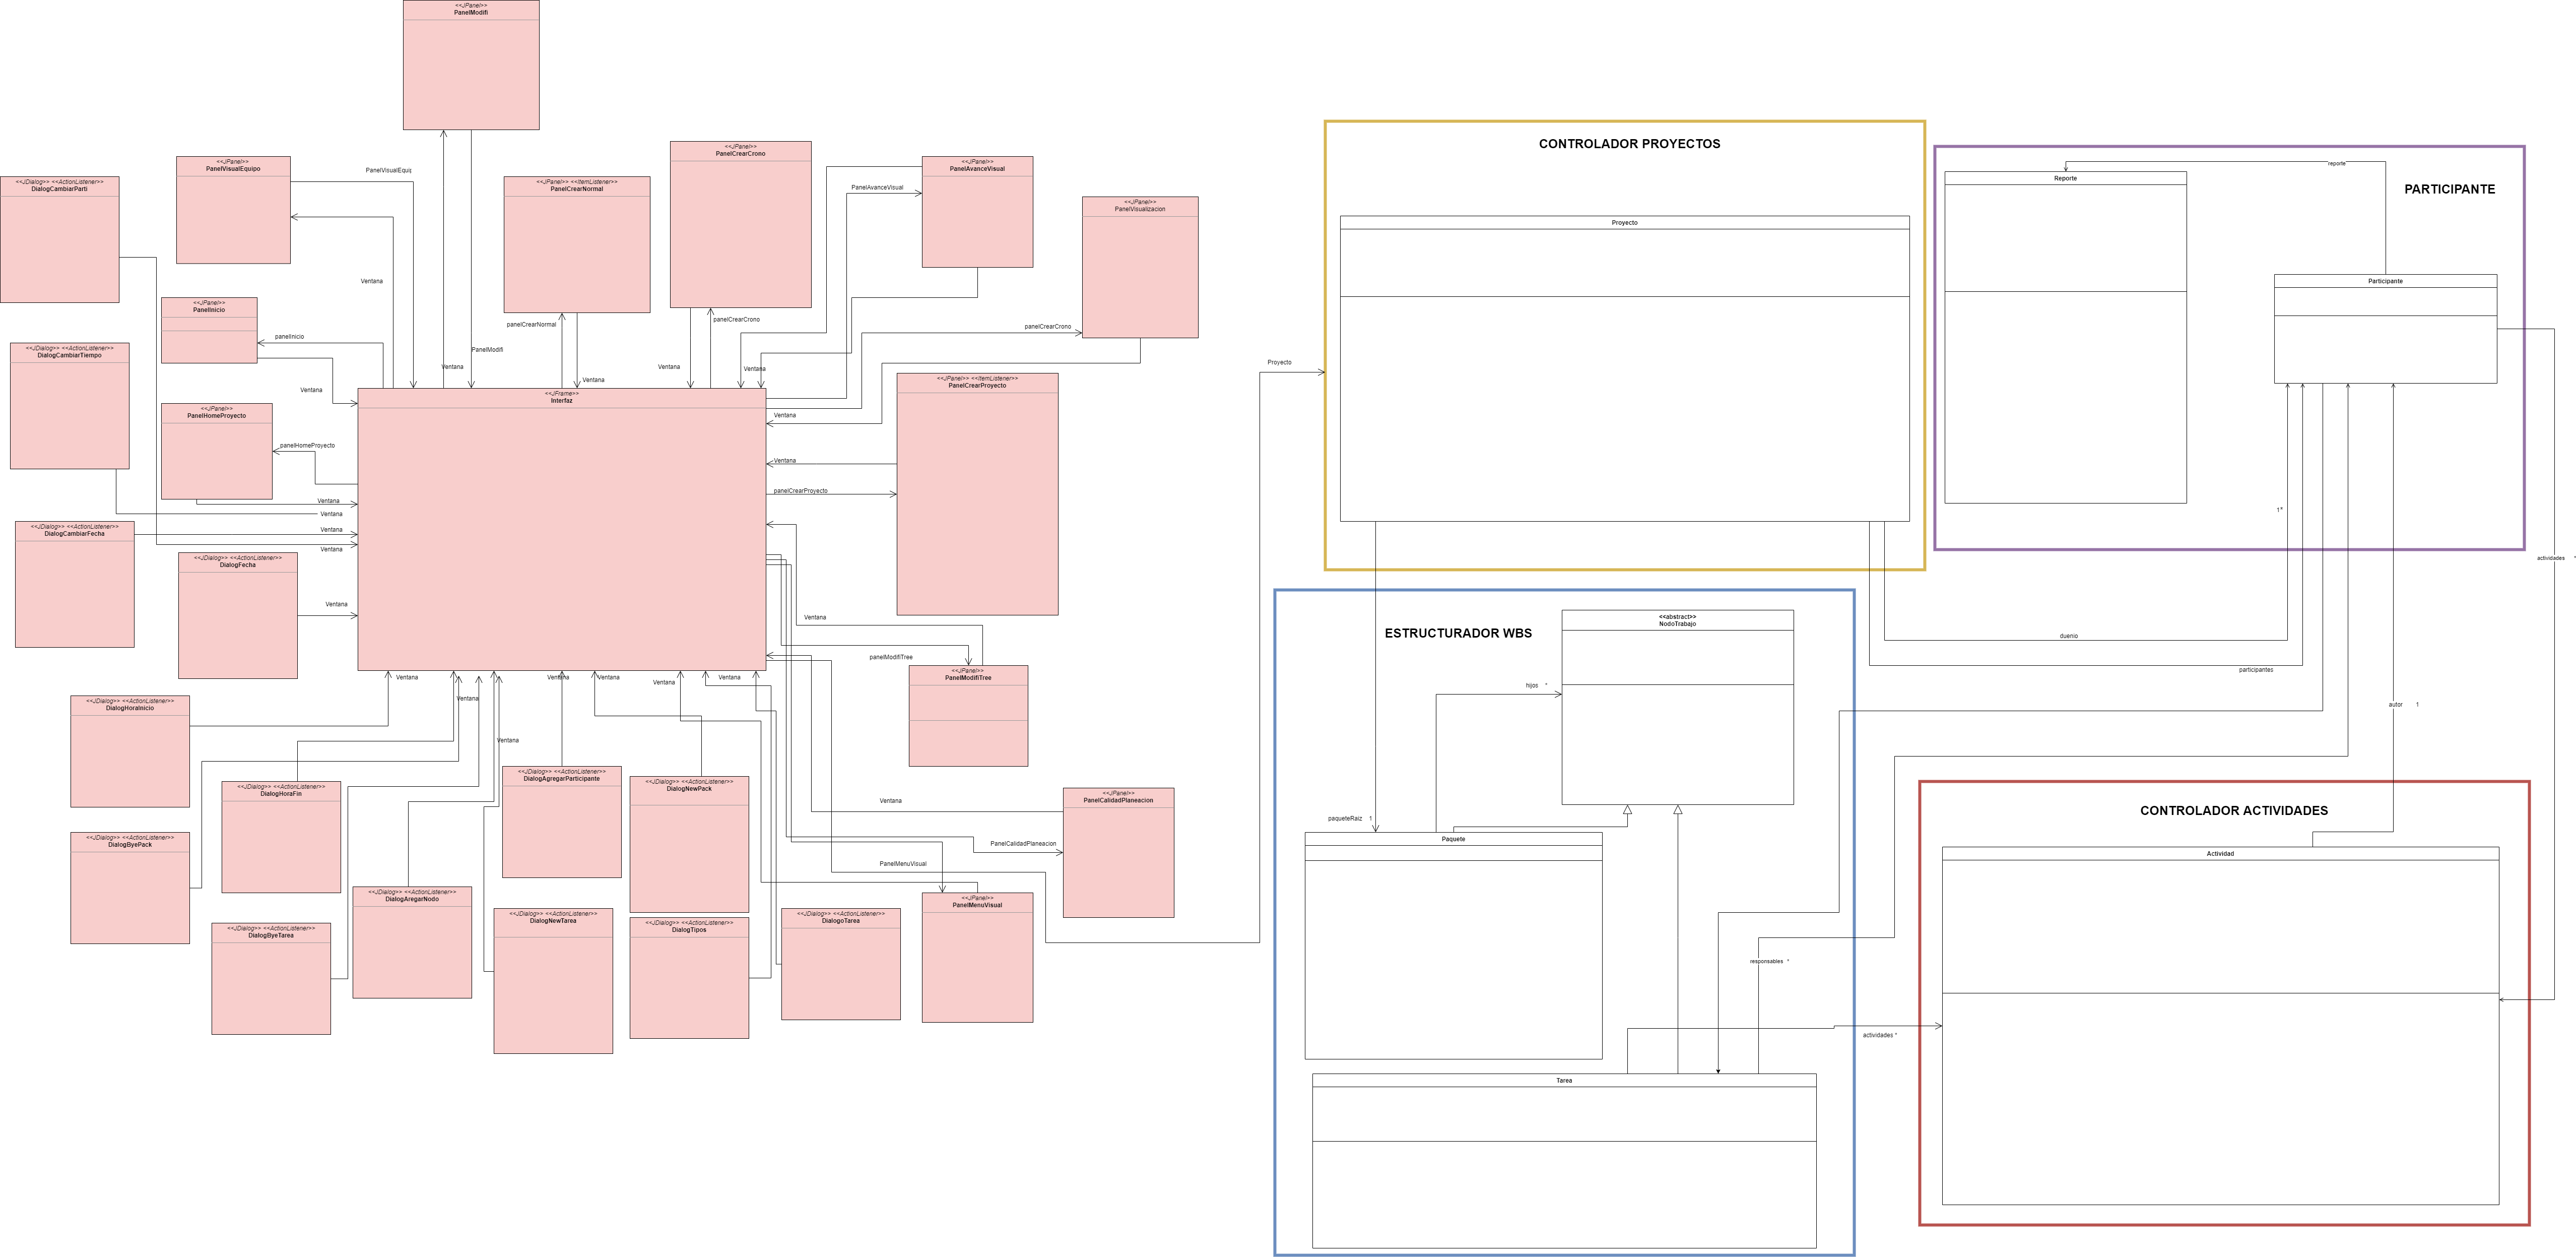 <<JPanel>>
PanelModifi
<<JPanel>>
PanelCrearCrono
<<JPanel>>
PanelVisualEquipo
PanelVisualEquip
<<JDialog>> <<ActionListener>>
DialogCambiarParti
<<JPanel>> <<ItemListener>>
PanelCrearNormal
<<JPanel>>
PanelAvanceVisual
PanelAvanceVisual
<<JPanel>>
PanelVisualizacion
Ventana
<<JPanel>>
PanelInicio
panelInicio
panelCrearNormal
panelCrearCrono
panelCrearCrono
<<JDialog>> <<ActionListener>>
DialogCambiarTiempo
PanelModifi
Ventana
Ventana
Ventana
Ventana
Ventana
Ventana
<<JFrame>>
Interfaz
<<JPanel>> <<ItemListener>>
PanelCrearProyecto
<<JPanel>>
PanelHomeProyecto
Ventana
panelHomeProyecto
Ventana
panelCrearProyecto
Ventana
Ventana
<<JDialog>> <<ActionListener>>
DialogCambiarFecha
Ventana
Ventana
<<JDialog>> <<ActionListener>>
DialogFecha
Ventana
Ventana
panelModifiTree
<<JPanel>>
PanelModifiTree
Ventana
Ventana
Ventana
Ventana
Ventana
Ventana
<<JDialog>> <<ActionListener>>
DialogHoraInicio
Ventana
<<JDialog>> <<ActionListener>>
DialogHoraFin
<<JDialog>> <<ActionListener>>
DialogAgregarParticipante
<<JDialog>> <<ActionListener>>
DialogNewPack
<<JPanel>>
PanelCalidadPlaneacion
Ventana
<<JDialog>> <<ActionListener>>
DialogByePack
PanelCalidadPlaneacion
PanelMenuVisual
<<JDialog>> <<ActionListener>>
DialogAregarNodo
<<JPanel>>
PanelMenuVisual
<<JDialog>> <<ActionListener>>
DialogByeTarea
<<JDialog>> <<ActionListener>>
DialogNewTarea
<<JDialog>> <<ActionListener>>
DialogTipos
<<JDialog>> <<ActionListener>>
DialogoTarea
Proyecto
CONTROLADOR PROYECTOS
Proyecto
reporte
Reporte
PARTICIPANTE
Participante
1*
actividades *
ESTRUCTURADOR WBS
<<abstract>>
NodoTrabajo
duenio
participantes
hijos *
autor 1
paqueteRaiz 1
Paquete
CONTROLADOR ACTIVIDADES
Actividad
responsables *
actividades *
Tarea